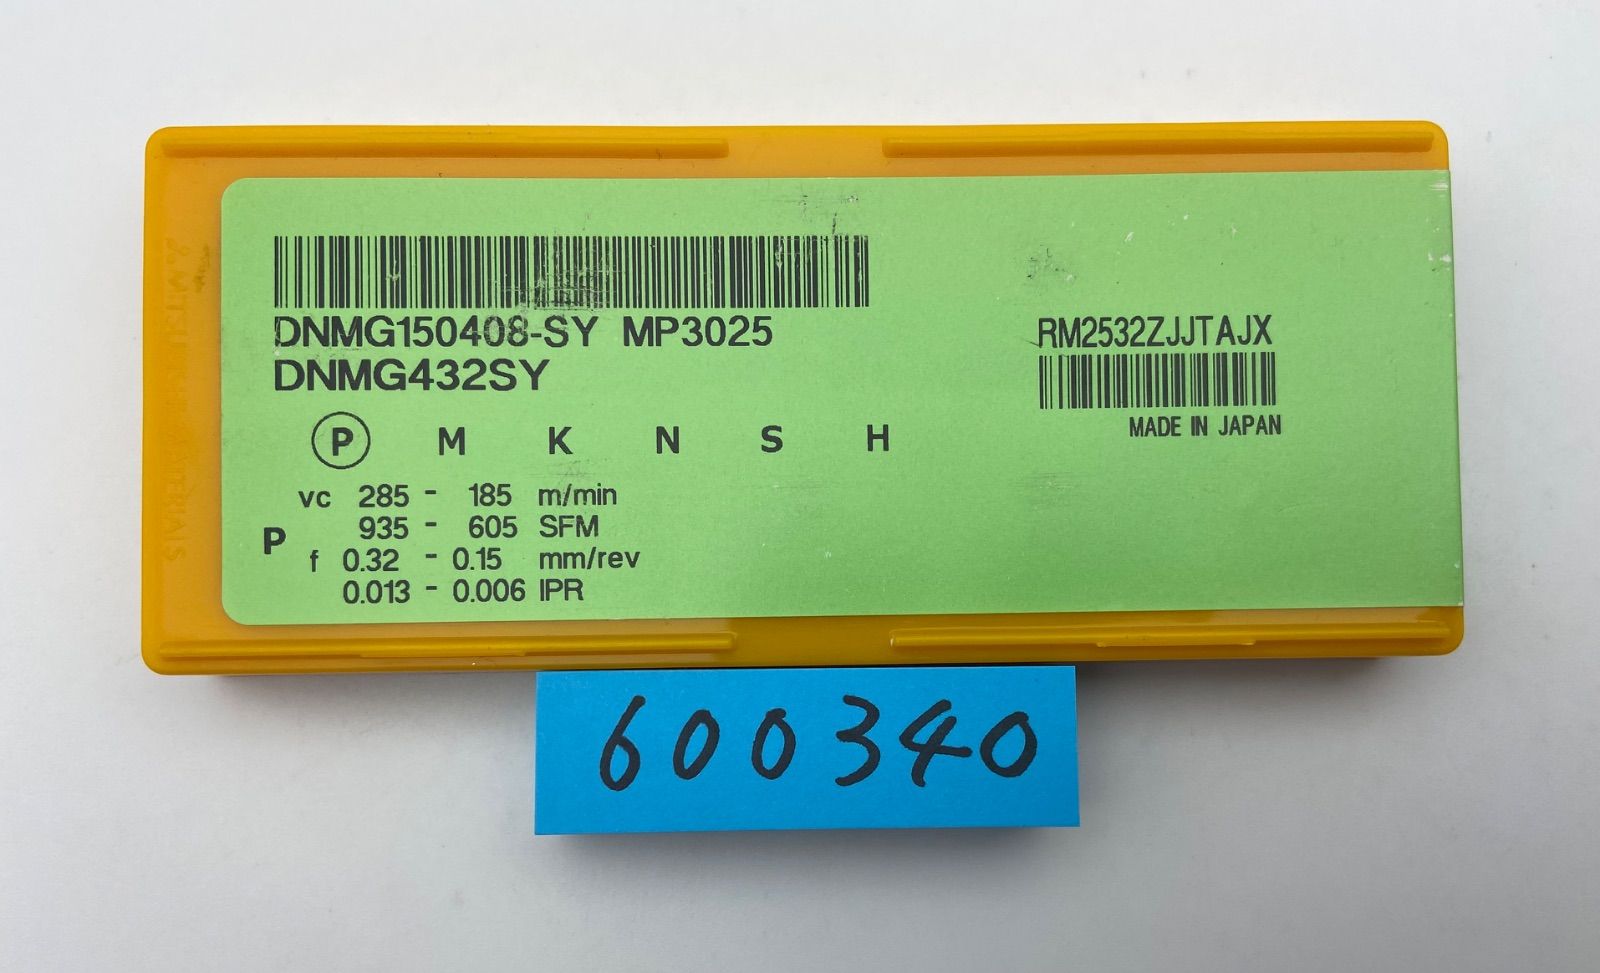 DNMG150408-SY MP3025
DNMG432SY
P M K N S H
P
vc 285 - 185 m/min
935 - 605 SFM
f 0.32 - 0.15 mm/rev
0.013 - 0.006 IPR
RM2532ZJJTAJX
MADE IN JAPAN
600340